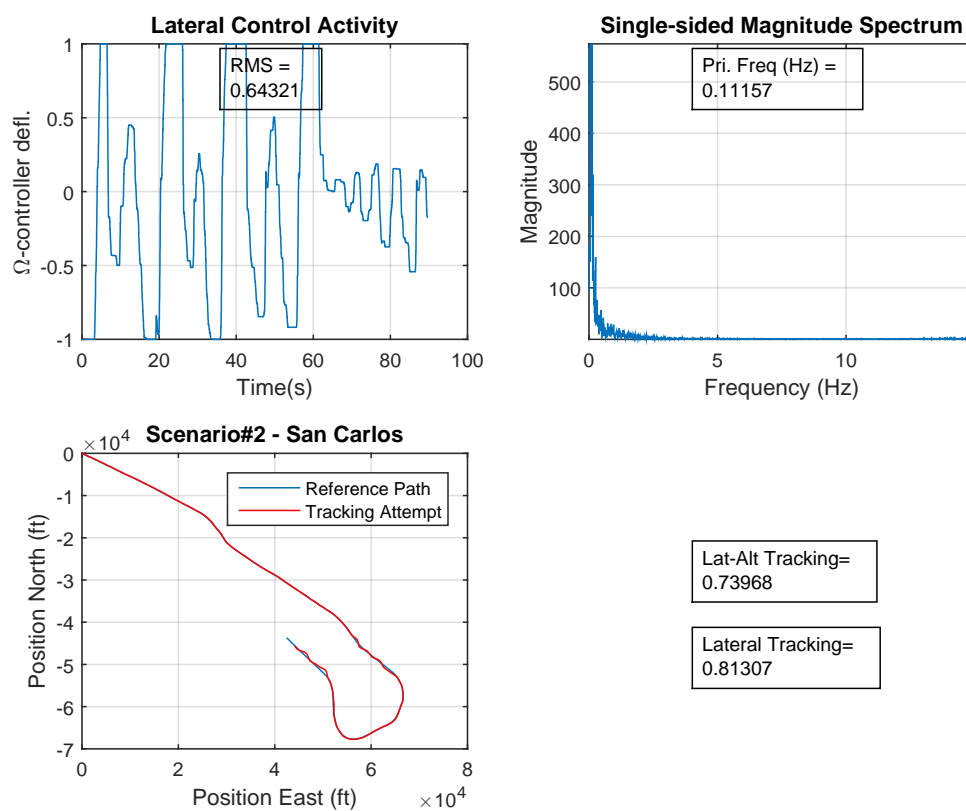 Lateral Control Activity
1
0.5
0
-0.5
-1
Ω-controller defl.
RMS =
0.64321
0 20 40 60 80 100
Time(s)
Single-sided Magnitude Spectrum
500
400
300
200
100
Magnitude
Pri. Freq (Hz) =
0.11157
0 5 10
Frequency (Hz)
Scenario#2 - San Carlos
×10⁴
0
-1
-2
-3
-4
-5
-6
-7
Position North (ft)
Reference Path
Tracking Attempt
0 2 4 6 8
Position East (ft) ×10⁴
Lat-Alt Tracking=
0.73968
Lateral Tracking=
0.81307